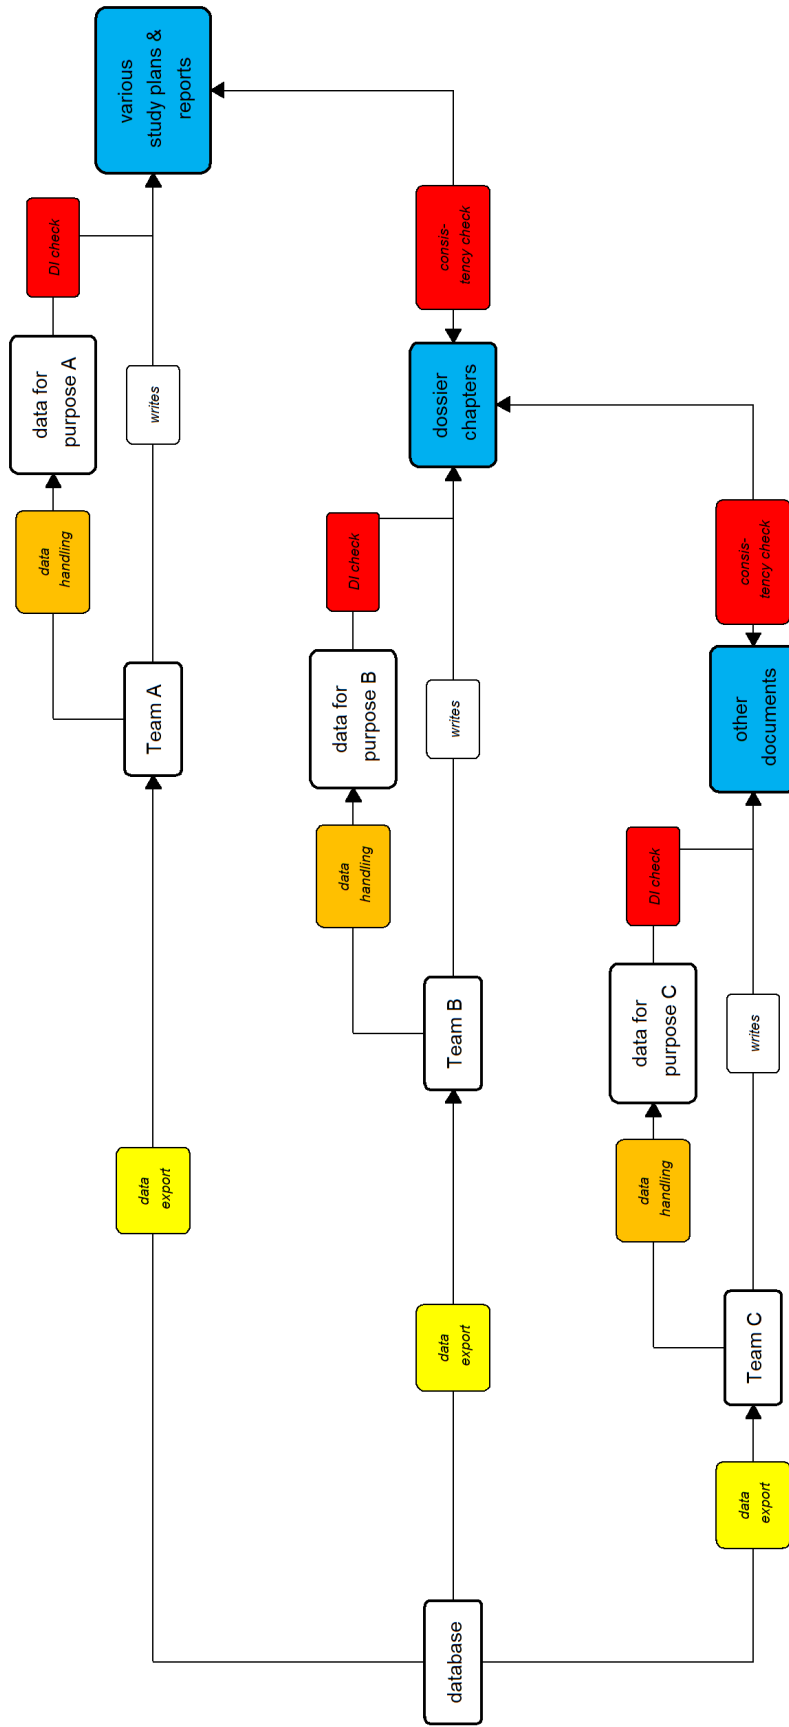 database
data
export
data
export
data
export
Team A
Team B
Team C
data
handling
data
handling
data
handling
data for
purpose A
data for
purpose B
data for
purpose C
writes
writes
writes
DI check
DI check
DI check
various
study plans &
reports
dossier
chapters
other
documents
consis-
tency check
consis-
tency check